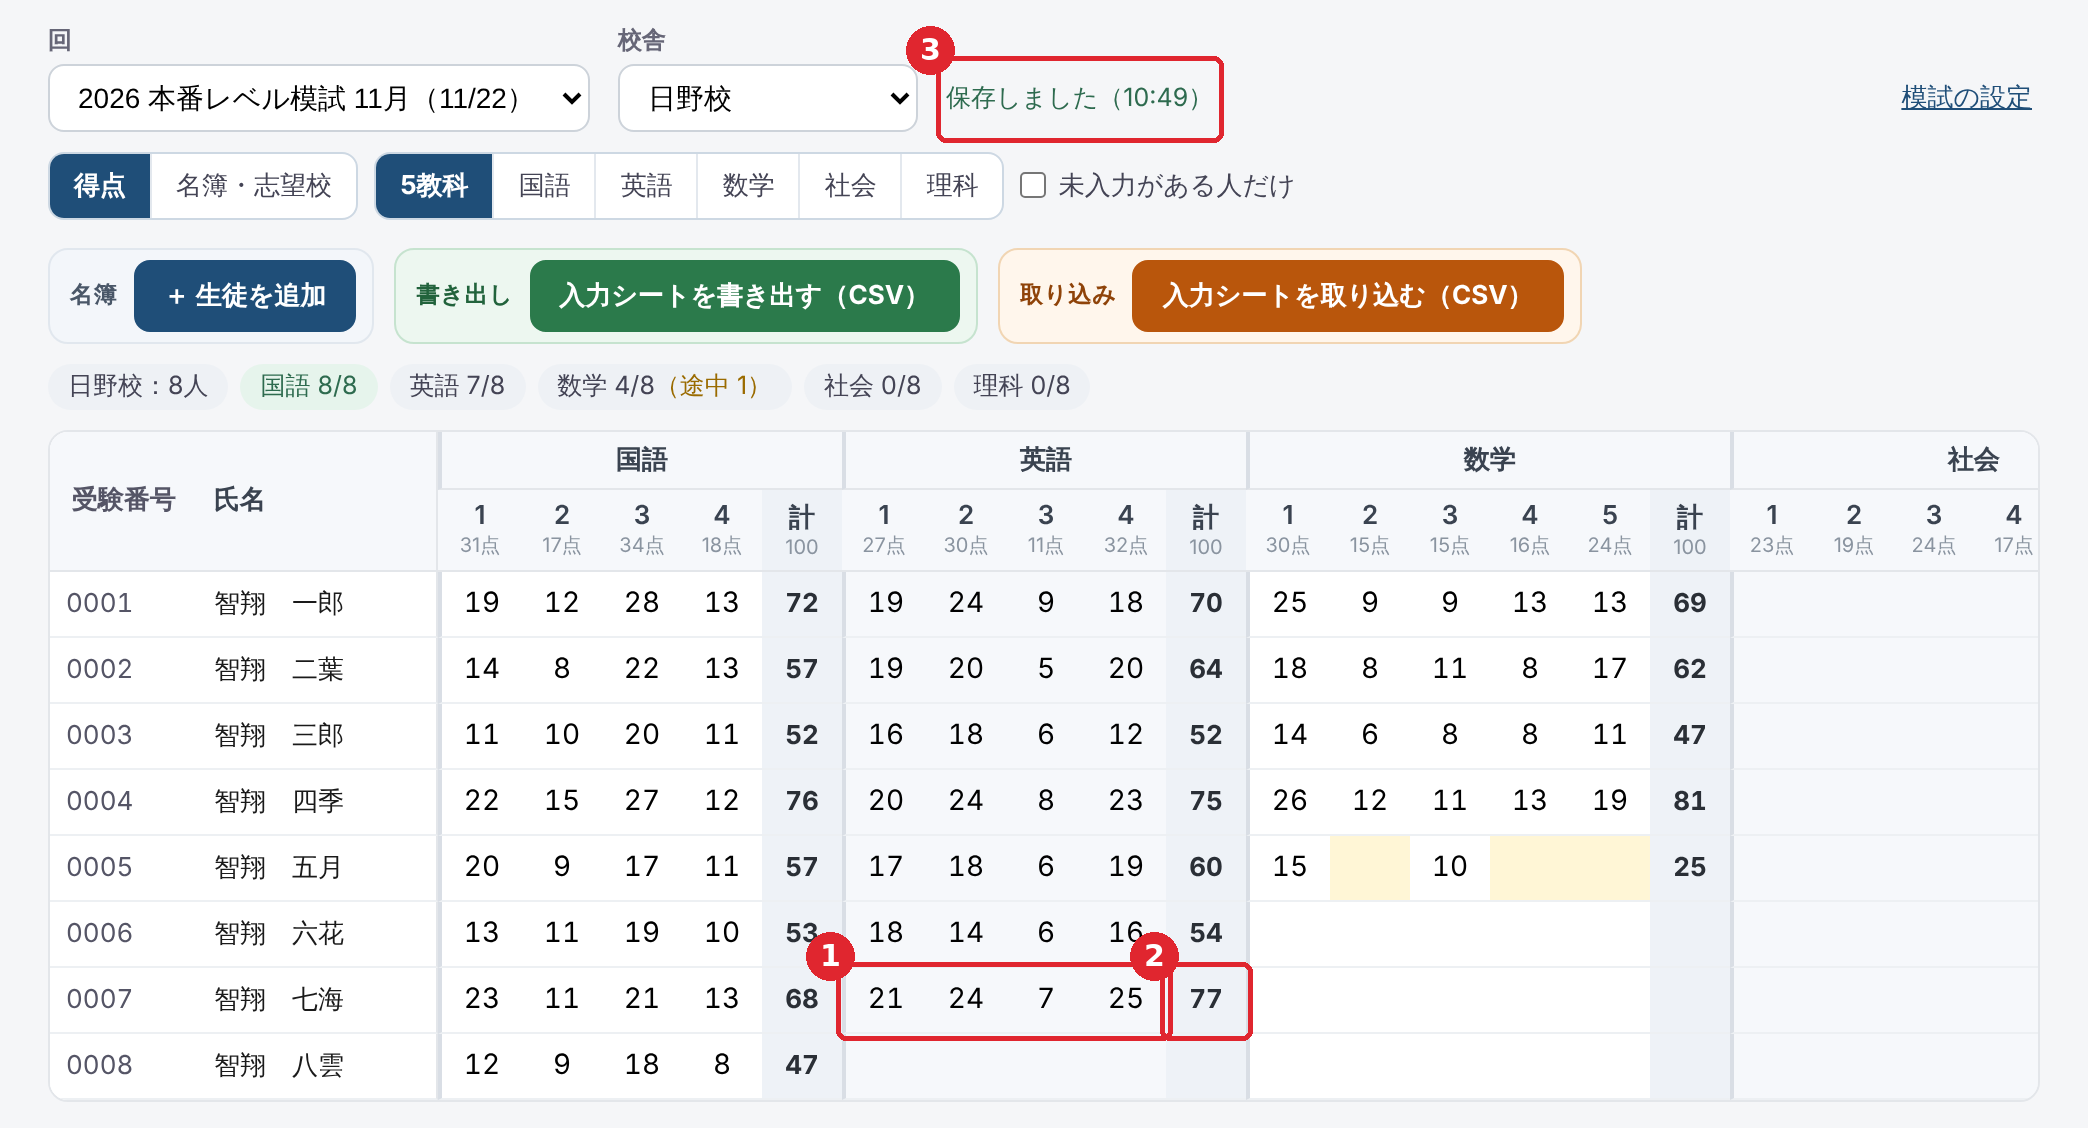 回 校舎
2026 本番レベル模試 11月（11/22） 日野校 3 保存しました（10:49） 模試の設定
得点 名簿・志望校 5教科 国語 英語 数学 社会 理科 未入力がある人だけ
名簿 + 生徒を追加 書き出し 入力シートを書き出す（CSV） 取り込み 入力シートを取り込む（CSV）
日野校：8人 国語 8/8 英語 7/8 数学 4/8（途中 1） 社会 0/8 理科 0/8
受験番号 氏名 国語 英語 数学 社会
1 2 3 4 計 1 2 3 4 計 1 2 3 4 5 計 1 2 3 4
31点 17点 34点 18点 100 27点 30点 11点 32点 100 30点 15点 15点 16点 24点 100 23点 19点 24点 17点
0001 智翔 一郎 19 12 28 13 72 19 24 9 18 70 25 9 9 13 13 69
0002 智翔 二葉 14 8 22 13 57 19 20 5 20 64 18 8 11 8 17 62
0003 智翔 三郎 11 10 20 11 52 16 18 6 12 52 14 6 8 8 11 47
0004 智翔 四季 22 15 27 12 76 20 24 8 23 75 26 12 11 13 19 81
0005 智翔 五月 20 9 17 11 57 17 18 6 19 60 15 10 25
0006 智翔 六花 13 11 19 10 53 18 14 6 16 54
1 2
0007 智翔 七海 23 11 21 13 68 21 24 7 25 77
0008 智翔 八雲 12 9 18 8 47